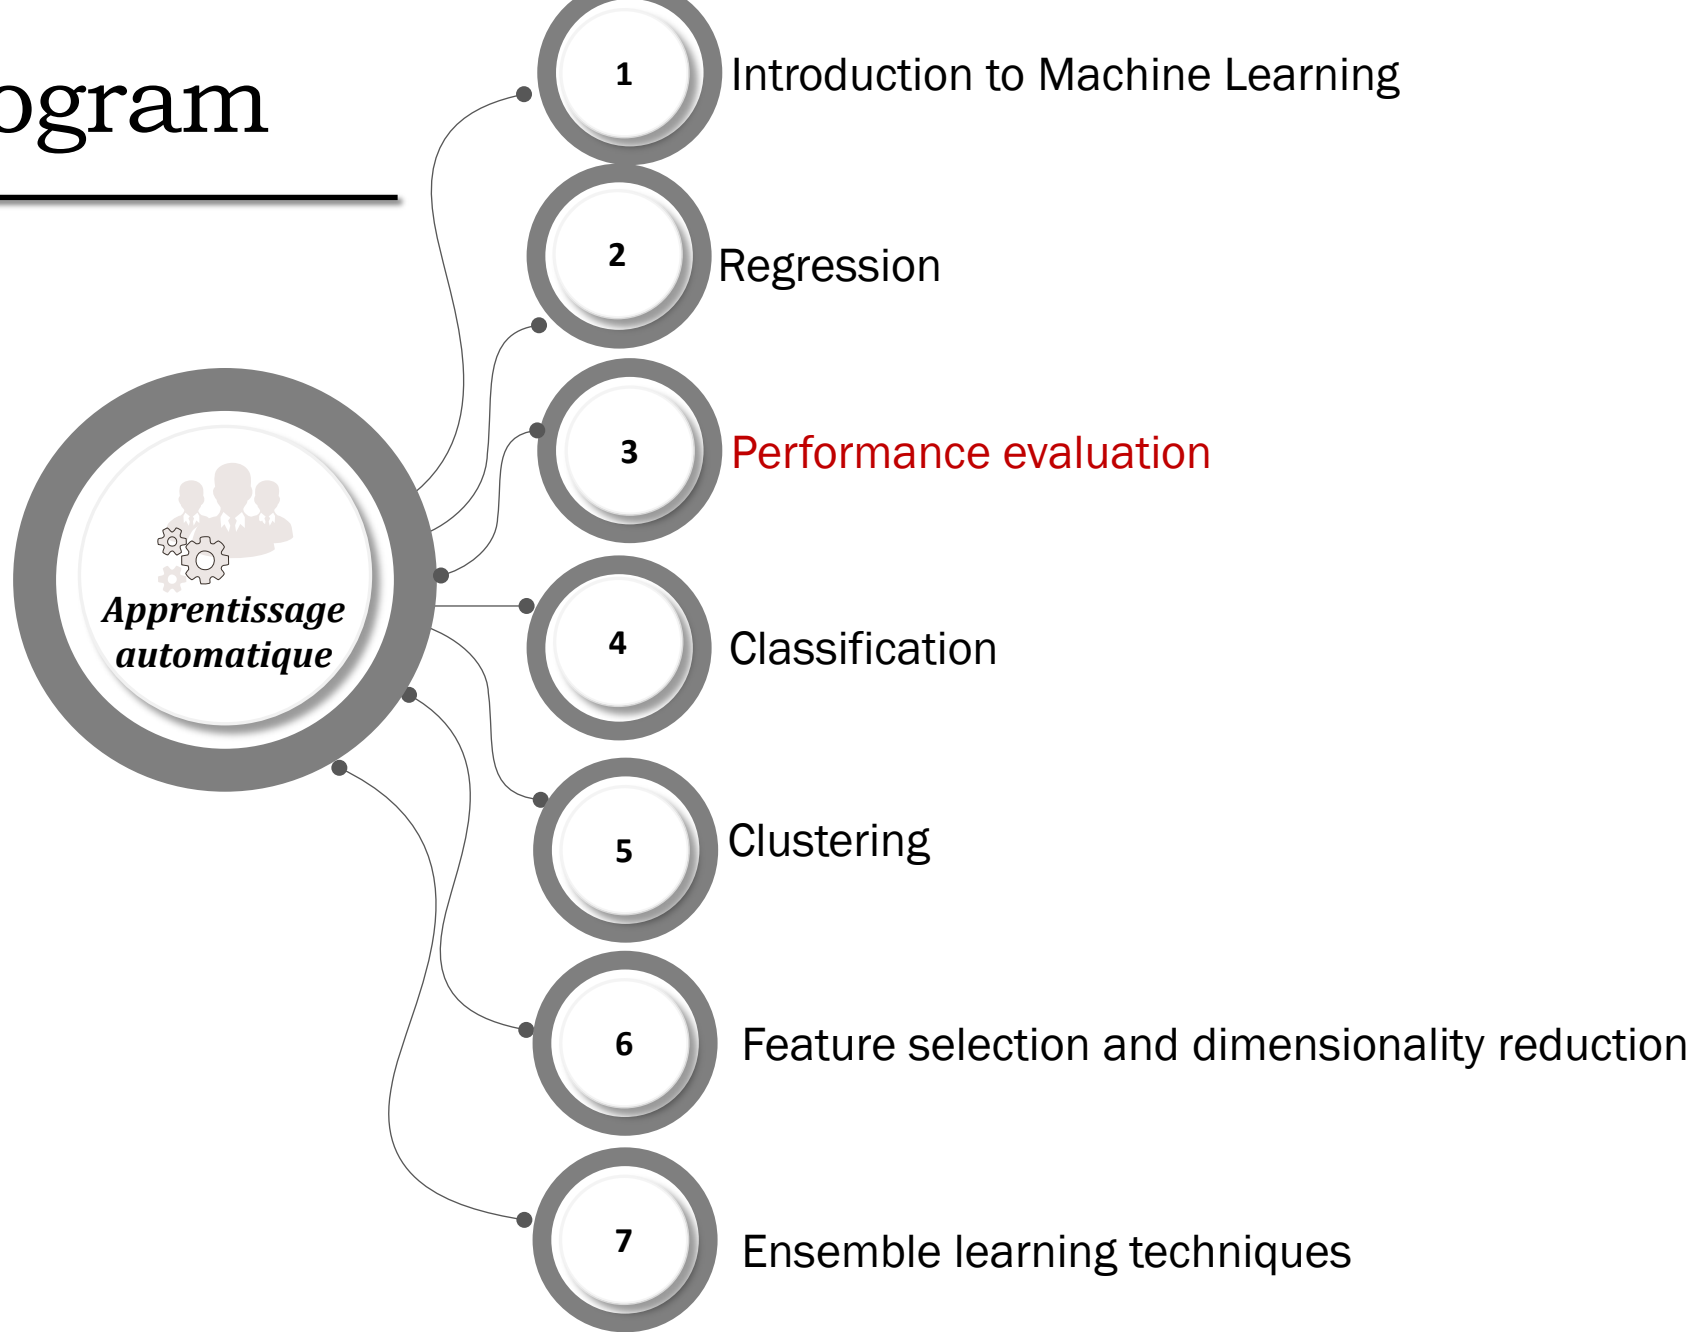 ogram
1
Introduction to Machine Learning
2
Regression
3
Performance evaluation
Apprentissage
automatique
4
Classification
5
Clustering
6
Feature selection and dimensionality reduction
7
Ensemble learning techniques